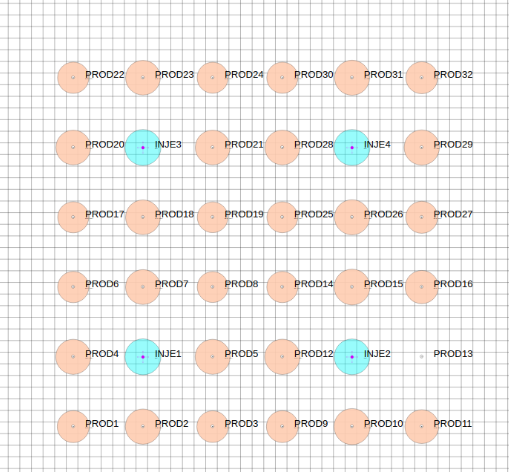 PROD22 PROD23 PROD24 PROD30 PROD31 PROD32
PROD20 INJE3 PROD21 PROD28 INJE4 PROD29
PROD17 PROD18 PROD19 PROD25 PROD26 PROD27
PROD6 PROD7 PROD8 PROD14 PROD15 PROD16
PROD4 INJE1 PROD5 PROD12 INJE2 PROD13
PROD1 PROD2 PROD3 PROD9 PROD10 PROD11